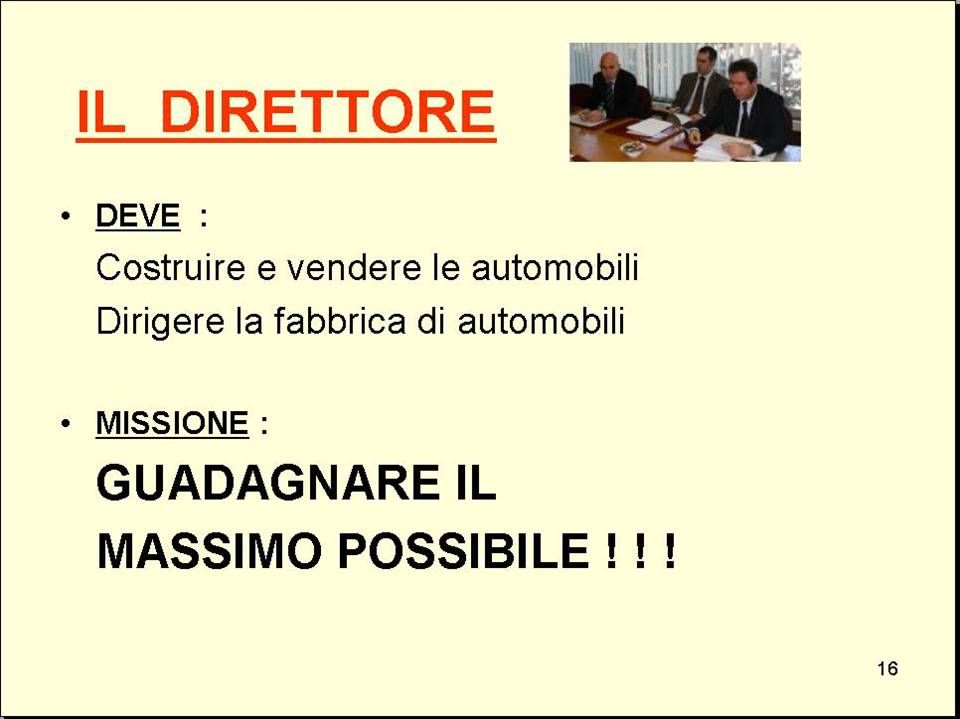 IL DIRETTORE
• DEVE :
Costruire e vendere le automobili
Dirigere la fabbrica di automobili
• MISSIONE :
GUADAGNARE IL
MASSIMO POSSIBILE ! ! !
16